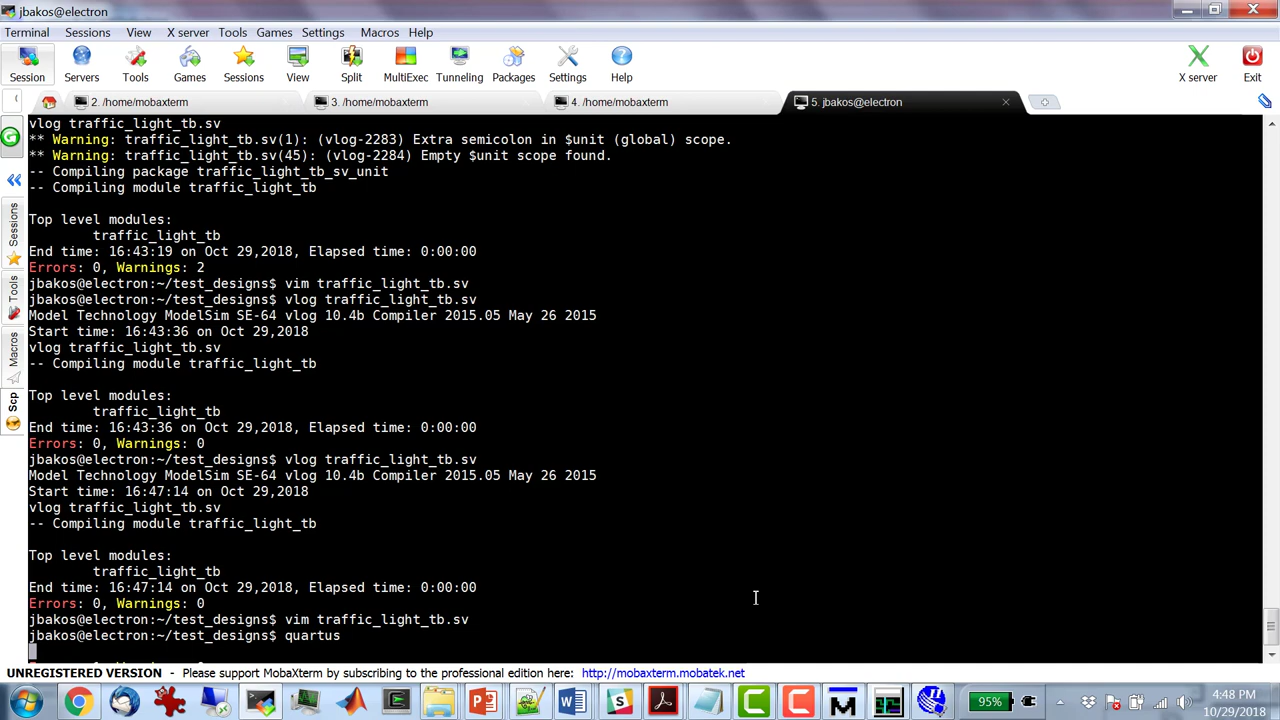 jbakos@electron
Terminal Sessions View X server Tools Games Settings Macros Help
Session Servers Tools Games Sessions View Split MultiExec Tunneling Packages Settings Help X server Exit
2. /home/mobaxterm 3. /home/mobaxterm 4. /home/mobaxterm 5. jbakos@electron
Sessions
Tools
Macros
Scp
vlog traffic_light_tb.sv
** Warning: traffic_light_tb.sv(1): (vlog-2283) Extra semicolon in $unit (global) scope.
** Warning: traffic_light_tb.sv(45): (vlog-2284) Empty $unit scope found.
-- Compiling package traffic_light_tb_sv_unit
-- Compiling module traffic_light_tb
Top level modules:
traffic_light_tb
End time: 16:43:19 on Oct 29,2018, Elapsed time: 0:00:00
Errors: 0, Warnings: 2
jbakos@electron:~/test_designs$ vim traffic_light_tb.sv
jbakos@electron:~/test_designs$ vlog traffic_light_tb.sv
Model Technology ModelSim SE-64 vlog 10.4b Compiler 2015.05 May 26 2015
Start time: 16:43:36 on Oct 29,2018
vlog traffic_light_tb.sv
-- Compiling module traffic_light_tb
Top level modules:
traffic_light_tb
End time: 16:43:36 on Oct 29,2018, Elapsed time: 0:00:00
Errors: 0, Warnings: 0
jbakos@electron:~/test_designs$ vlog traffic_light_tb.sv
Model Technology ModelSim SE-64 vlog 10.4b Compiler 2015.05 May 26 2015
Start time: 16:47:14 on Oct 29,2018
vlog traffic_light_tb.sv
-- Compiling module traffic_light_tb
Top level modules:
traffic_light_tb
End time: 16:47:14 on Oct 29,2018, Elapsed time: 0:00:00
Errors: 0, Warnings: 0
jbakos@electron:~/test_designs$ vim traffic_light_tb.sv
jbakos@electron:~/test_designs$ quartus
UNREGISTERED VERSION - Please support MobaXterm by subscribing to the professional edition here: http://mobaxterm.mobatek.net
95% 4:48 PM
10/29/2018